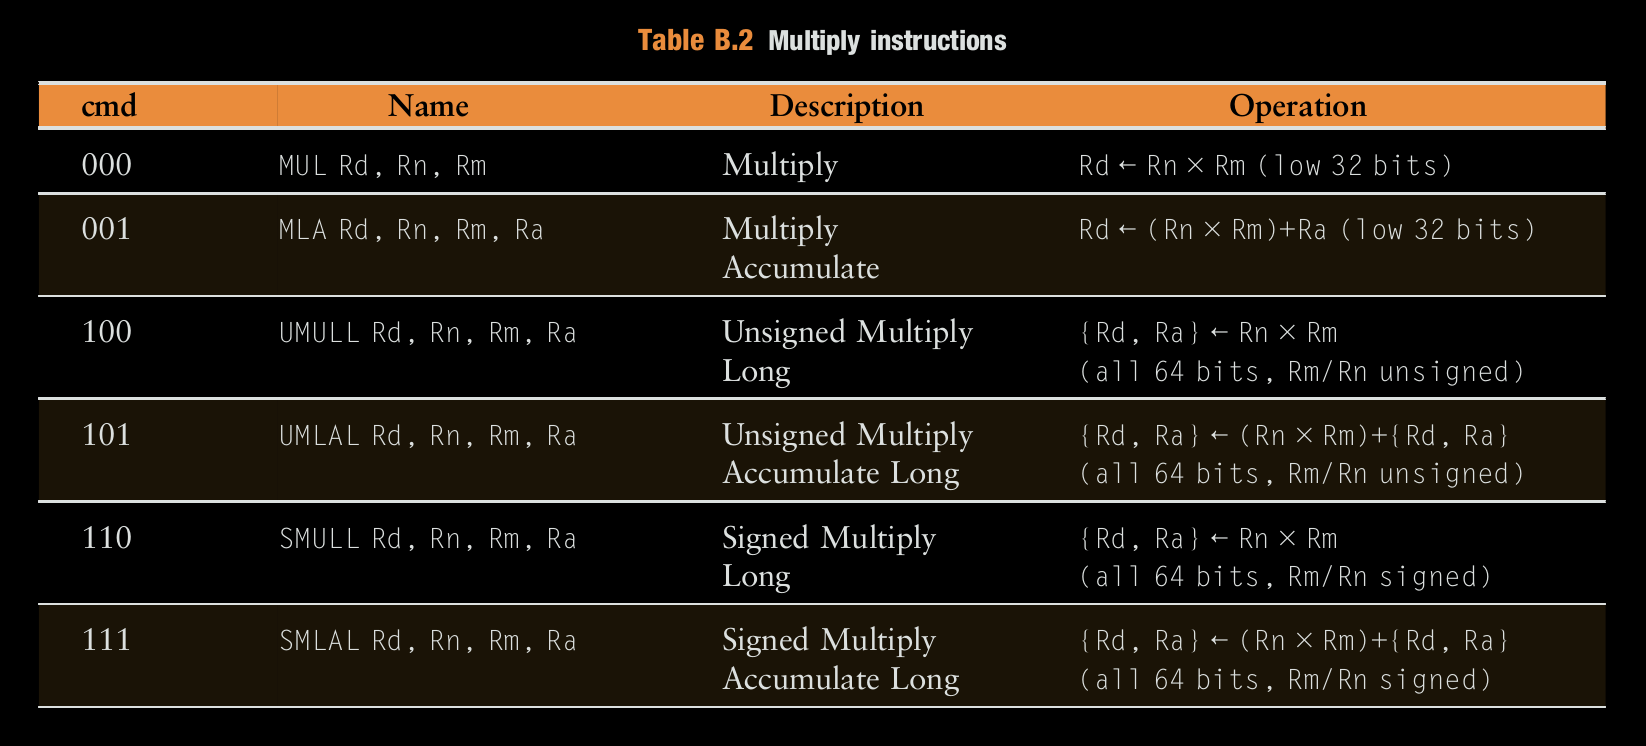 Table B.2 Multiply instructions
cmd Name Description Operation
000 MUL Rd, Rn, Rm Multiply Rd ← Rn × Rm (low 32 bits)
001 MLA Rd, Rn, Rm, Ra Multiply Rd ← (Rn × Rm)+Ra (low 32 bits)
Accumulate
100 UMULL Rd, Rn, Rm, Ra Unsigned Multiply {Rd, Ra} ← Rn × Rm
Long (all 64 bits, Rm/Rn unsigned)
101 UMLAL Rd, Rn, Rm, Ra Unsigned Multiply {Rd, Ra} ← (Rn × Rm)+{Rd, Ra}
Accumulate Long (all 64 bits, Rm/Rn unsigned)
110 SMULL Rd, Rn, Rm, Ra Signed Multiply {Rd, Ra} ← Rn × Rm
Long (all 64 bits, Rm/Rn signed)
111 SMLAL Rd, Rn, Rm, Ra Signed Multiply {Rd, Ra} ← (Rn × Rm)+{Rd, Ra}
Accumulate Long (all 64 bits, Rm/Rn signed)